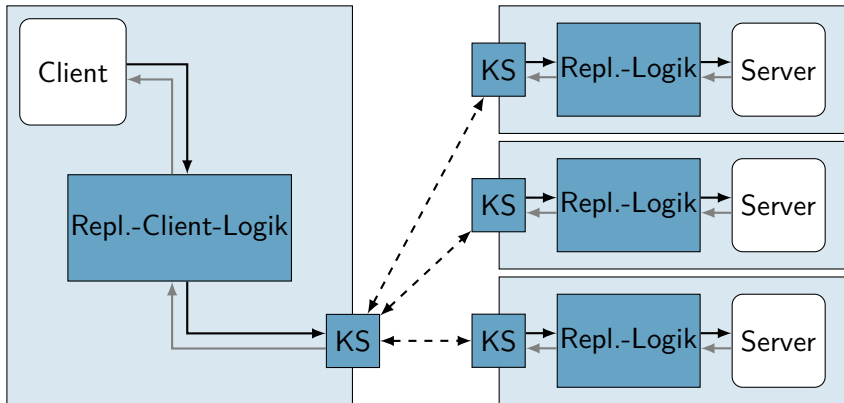 Client
Repl.-Client-Logik
KS
KS
Repl.-Logik
Server
KS
Repl.-Logik
Server
KS
Repl.-Logik
Server